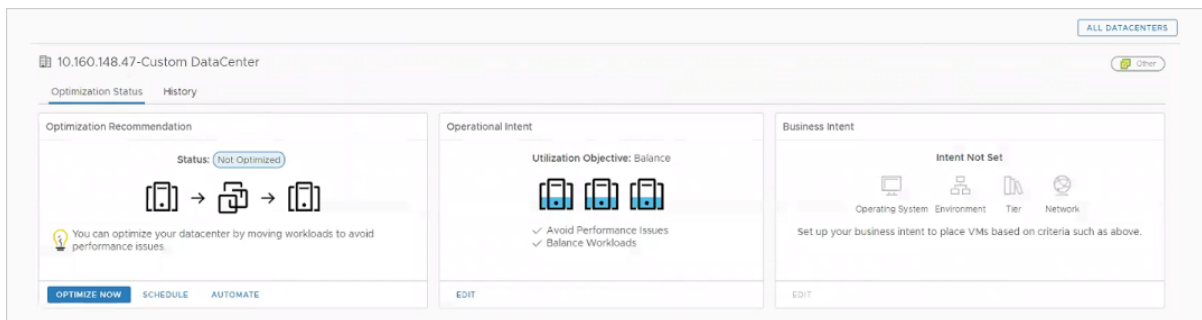 ALL DATACENTERS
10.160.148.47-Custom DataCenter
Other
Optimization Status History
Optimization Recommendation
Status: Not Optimized
You can optimize your datacenter by moving workloads to avoid
performance issues.
OPTIMIZE NOW SCHEDULE AUTOMATE
Operational Intent
Utilization Objective: Balance
Avoid Performance Issues
Balance Workloads
EDIT
Business Intent
Intent Not Set
Operating System Environment Tier Network
Set up your business intent to place VMs based on criteria such as above.
EDIT